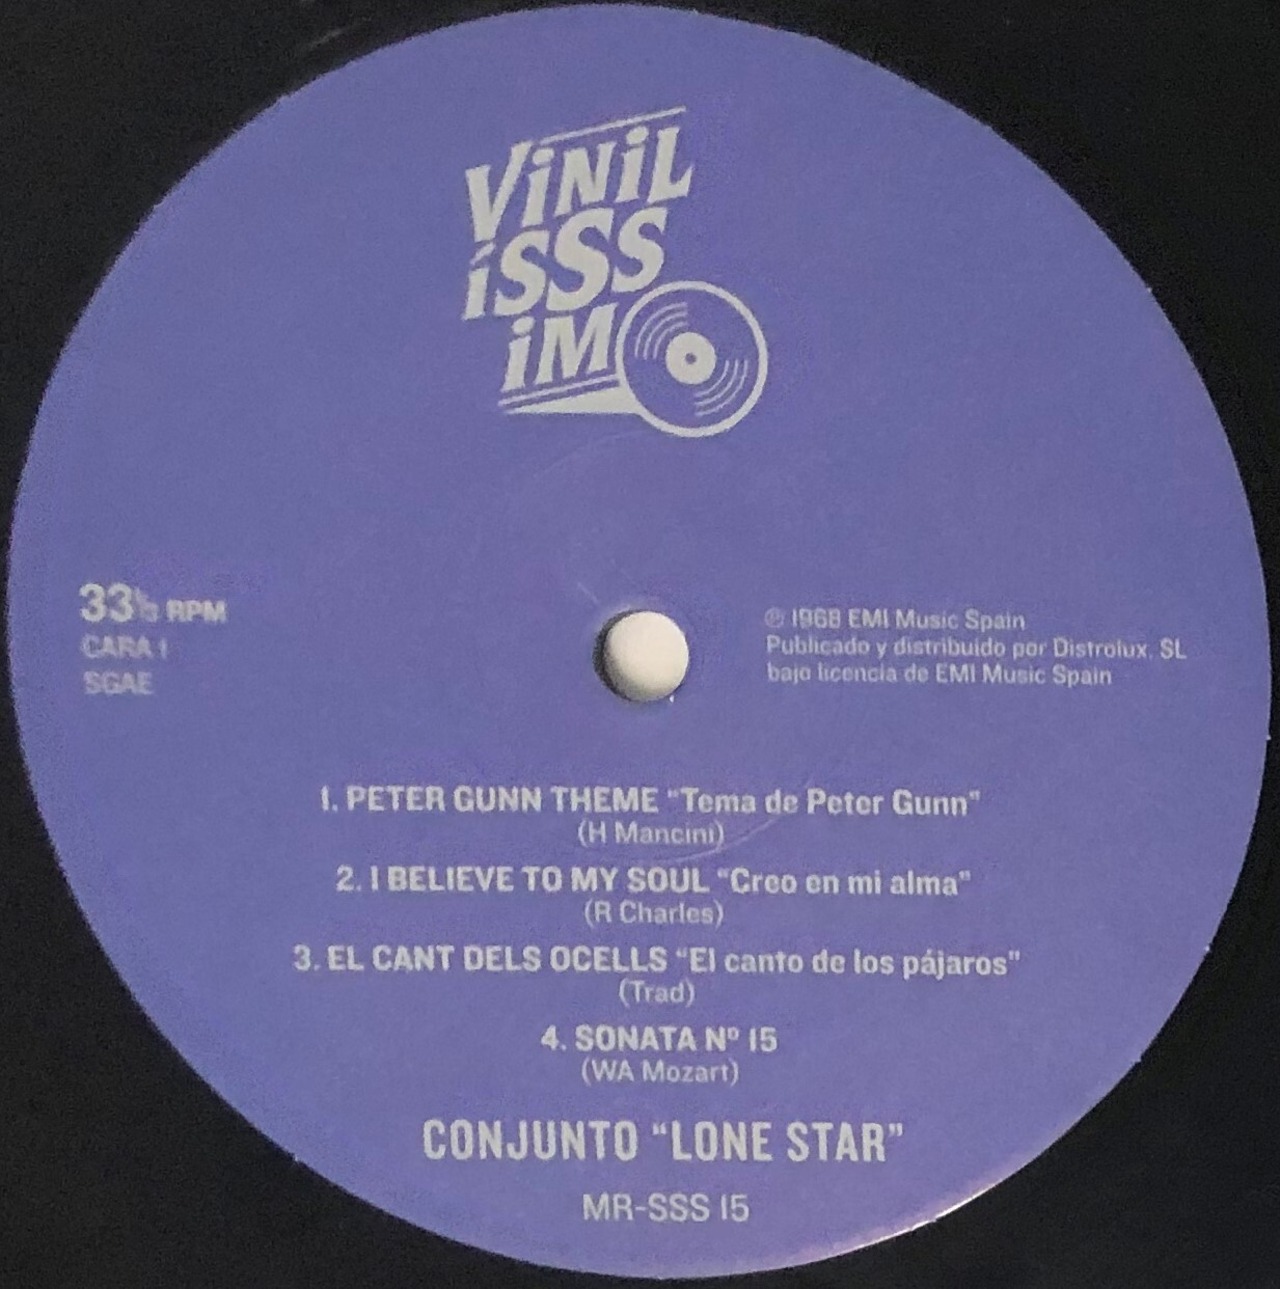 ViNiL
íSSS
iMO
33⅓ RPM
CARA 1
SGAE
℗ 1968 EMI Music Spain
Publicado y distribuido por Distrolux, SL
bajo licencia de EMI Music Spain
1. PETER GUNN THEME "Tema de Peter Gunn"
(H Mancini)
2. I BELIEVE TO MY SOUL "Creo en mi alma"
(R Charles)
3. EL CANT DELS OCELLS "El canto de los pájaros"
(Trad)
4. SONATA Nº 15
(WA Mozart)
CONJUNTO "LONE STAR"
MR-SSS 15